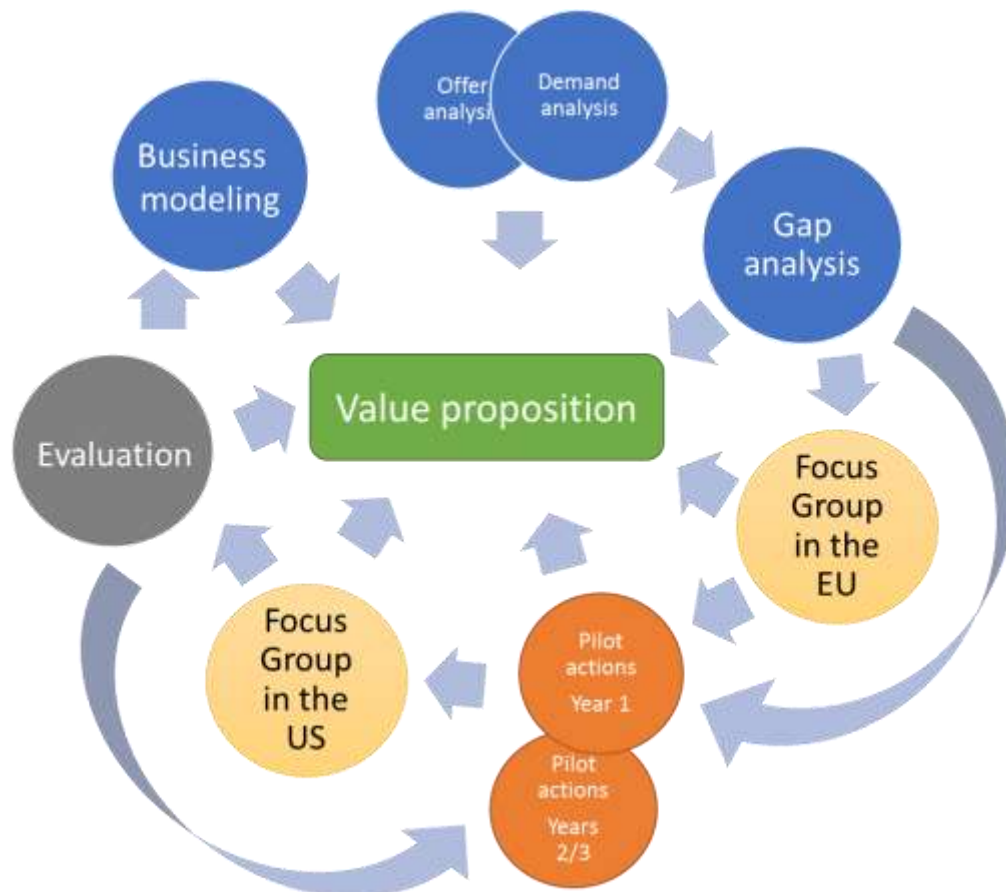 Offer
analysis
Demand
analysis
Business
modeling
Gap
analysis
Value proposition
Evaluation
Focus
Group
in the
EU
Focus
Group
in the
US
Pilot
actions
Year 1
Pilot
actions
Years
2/3